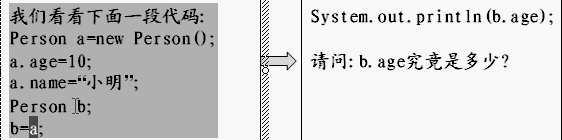 我们看看下面一段代码:
Person a=new Person();
a.age=10;
a.name="小明";
Person b;
b=a;
System.out.println(b.age);
请问:b.age究竟是多少?